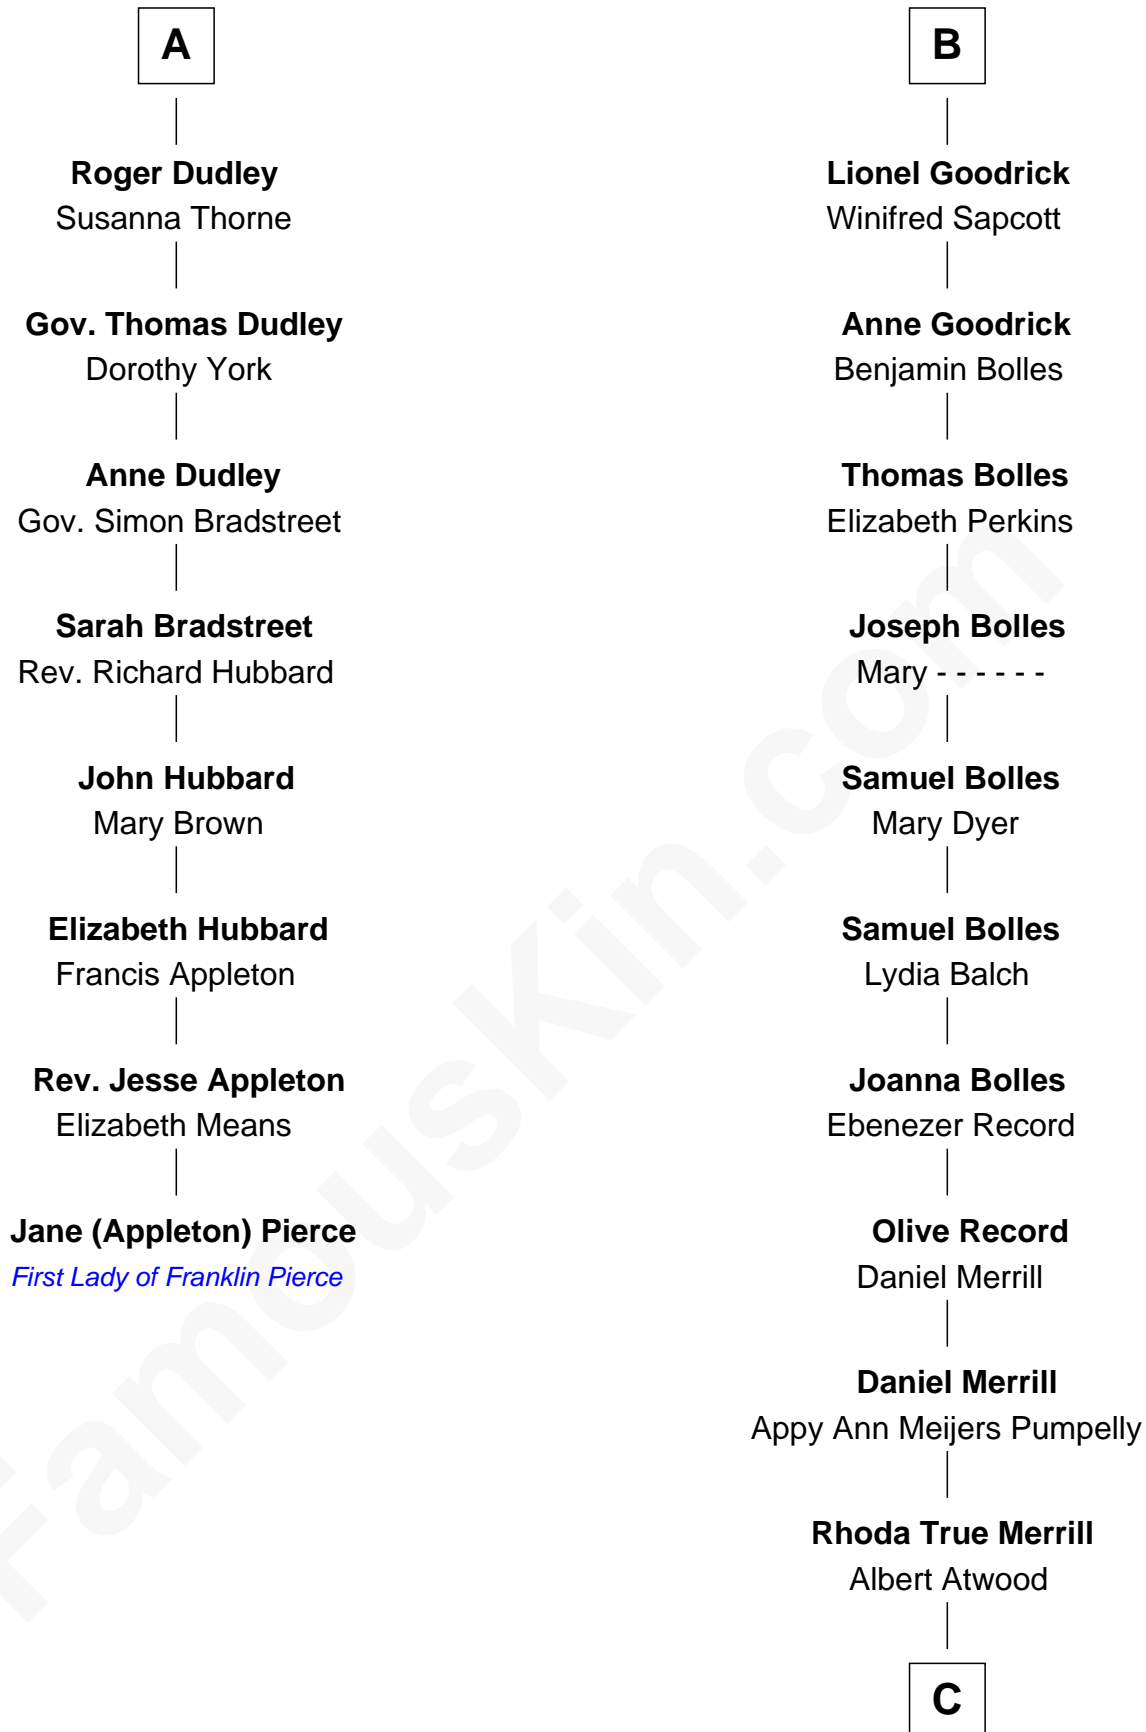 A
Roger Dudley
Susanna Thorne
Gov. Thomas Dudley
Dorothy York
Anne Dudley
Gov. Simon Bradstreet
Sarah Bradstreet
Rev. Richard Hubbard
John Hubbard
Mary Brown
Elizabeth Hubbard
Francis Appleton
Rev. Jesse Appleton
Elizabeth Means
Jane (Appleton) Pierce
First Lady of Franklin Pierce
B
Lionel Goodrick
Winifred Sapcott
Anne Goodrick
Benjamin Bolles
Thomas Bolles
Elizabeth Perkins
Joseph Bolles
Mary - - - - - -
Samuel Bolles
Mary Dyer
Samuel Bolles
Lydia Balch
Joanna Bolles
Ebenezer Record
Olive Record
Daniel Merrill
Daniel Merrill
Appy Ann Meijers Pumpelly
Rhoda True Merrill
Albert Atwood
C
FamousKin.com